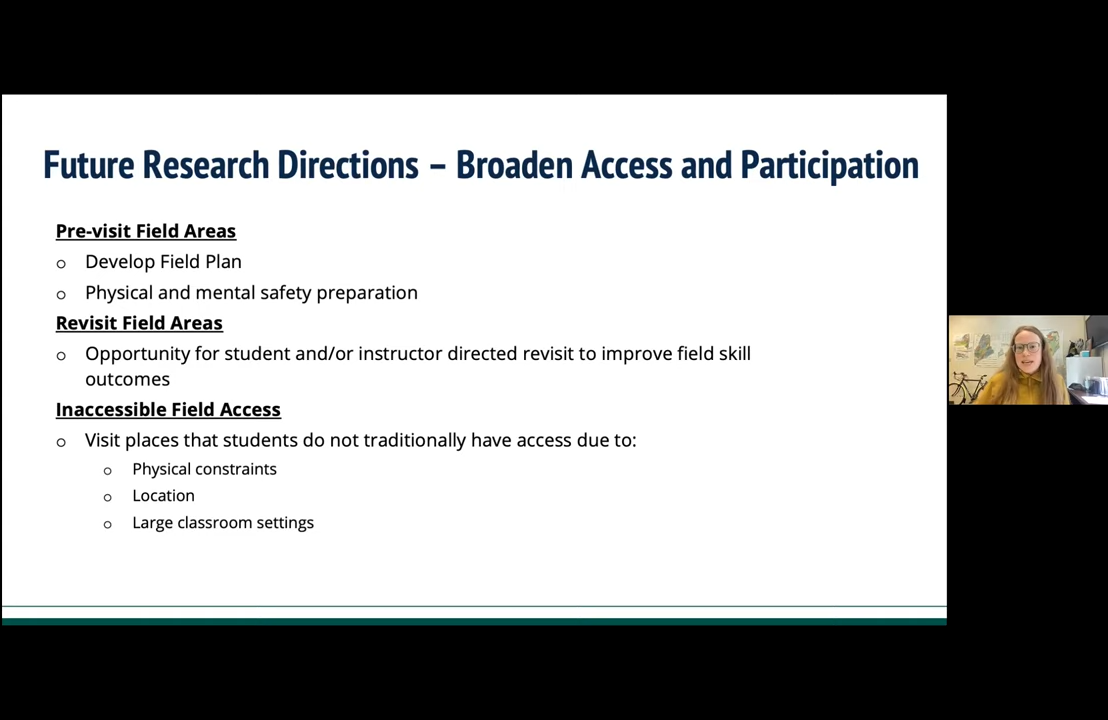 Future Research Directions – Broaden Access and Participation
Pre-visit Field Areas
o Develop Field Plan
o Physical and mental safety preparation
Revisit Field Areas
o Opportunity for student and/or instructor directed revisit to improve field skill
outcomes
Inaccessible Field Access
o Visit places that students do not traditionally have access due to:
o Physical constraints
o Location
o Large classroom settings